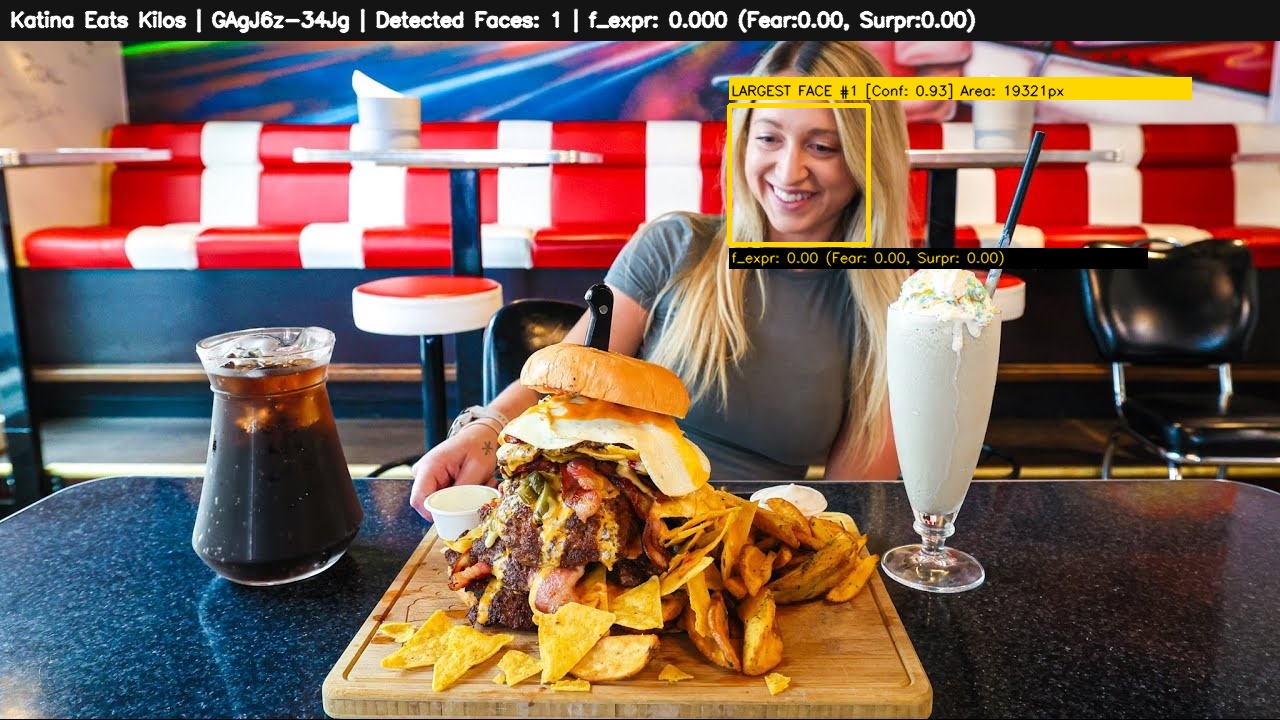 Katina Eats Kilos | GAgJ6z-34Jg | Detected Faces: 1 | f_expr: 0.000 (Fear:0.00, Surpr:0.00)
LARGEST FACE #1 [Conf: 0.93] Area: 19321px
f_expr: 0.00 (Fear: 0.00, Surpr: 0.00)